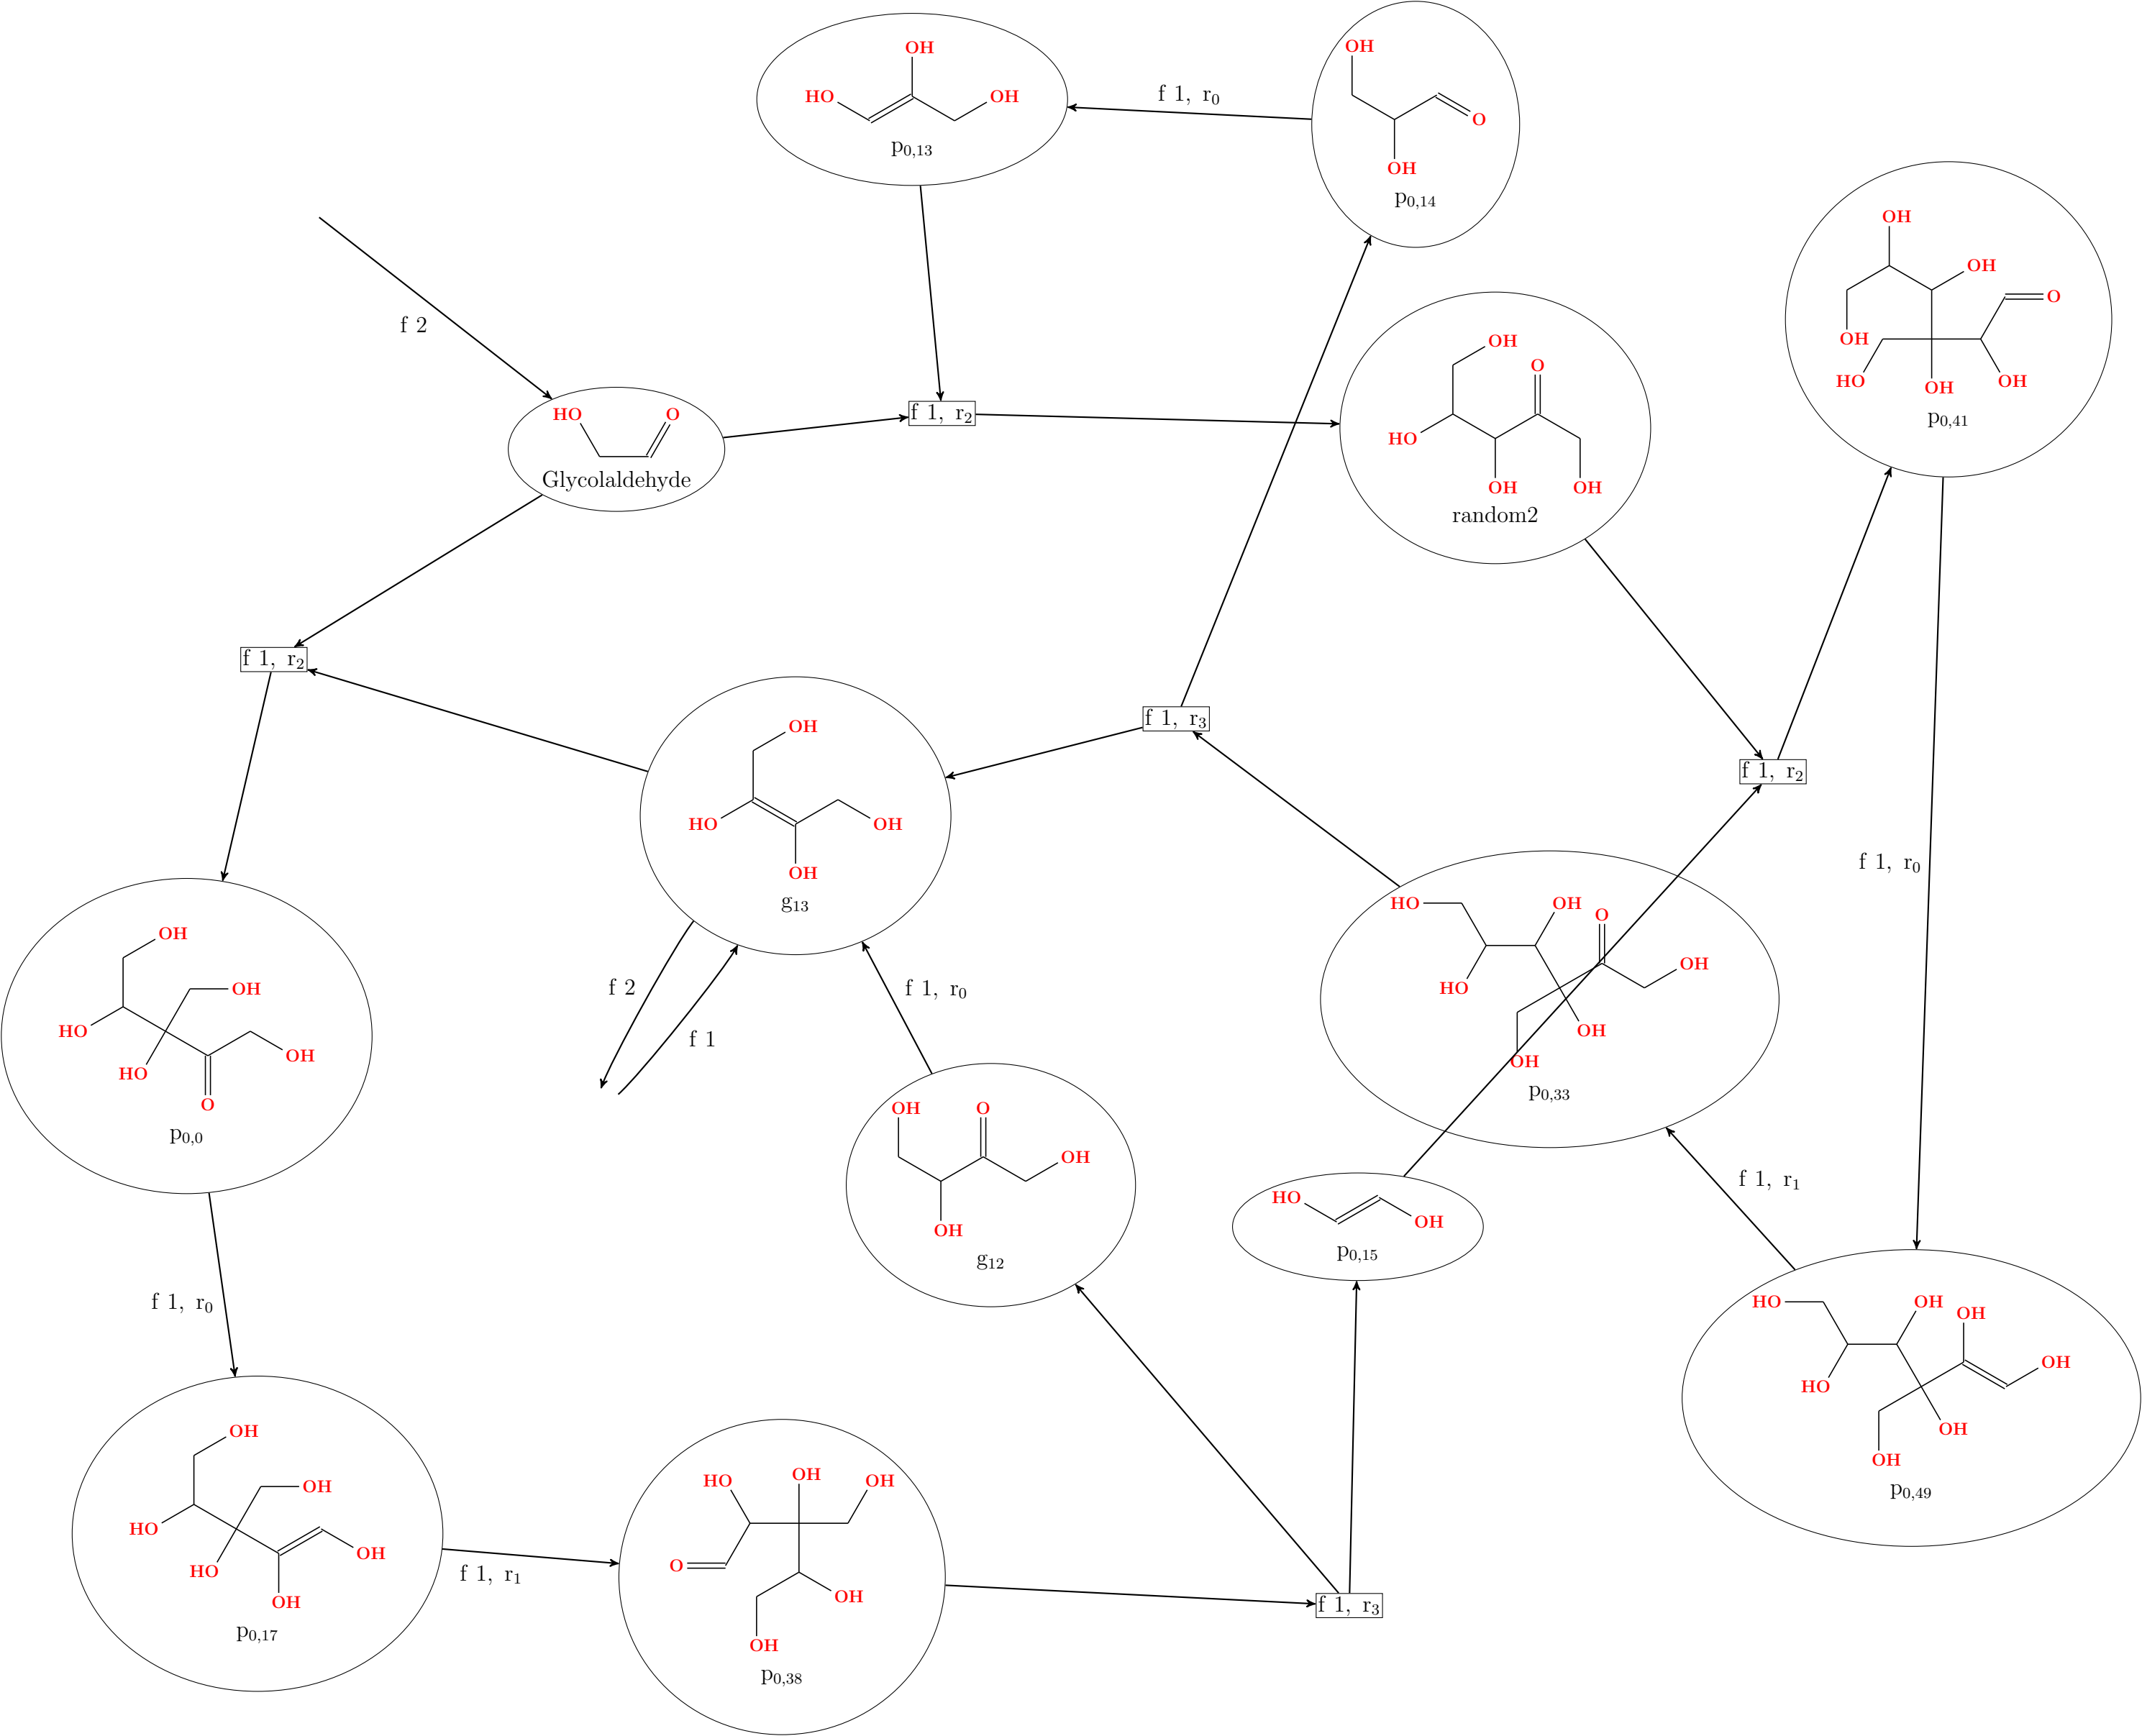 OH
HO
OH
p0,13
f 1, r0
OH
O
OH
p0,14
f 2
HO
O
Glycolaldehyde
f 1, r2
OH
O
HO
OH
OH
random2
OH
OH
O
OH
HO
OH
OH
p0,41
f 1, r2
f 1, r3
f 1, r2
OH
HO
OH
OH
g13
f 1, r0
OH
OH
HO
OH
HO
O
p0,0
f 2
f 1
f 1, r0
HO
OH
O
OH
HO
OH
OH
p0,33
OH
O
OH
OH
g12
HO
OH
p0,15
f 1, r1
f 1, r0
HO
OH
OH
OH
HO
OH
OH
p0,49
OH
OH
HO
OH
HO
OH
p0,17
f 1, r1
HO
OH
OH
O
OH
OH
p0,38
f 1, r3